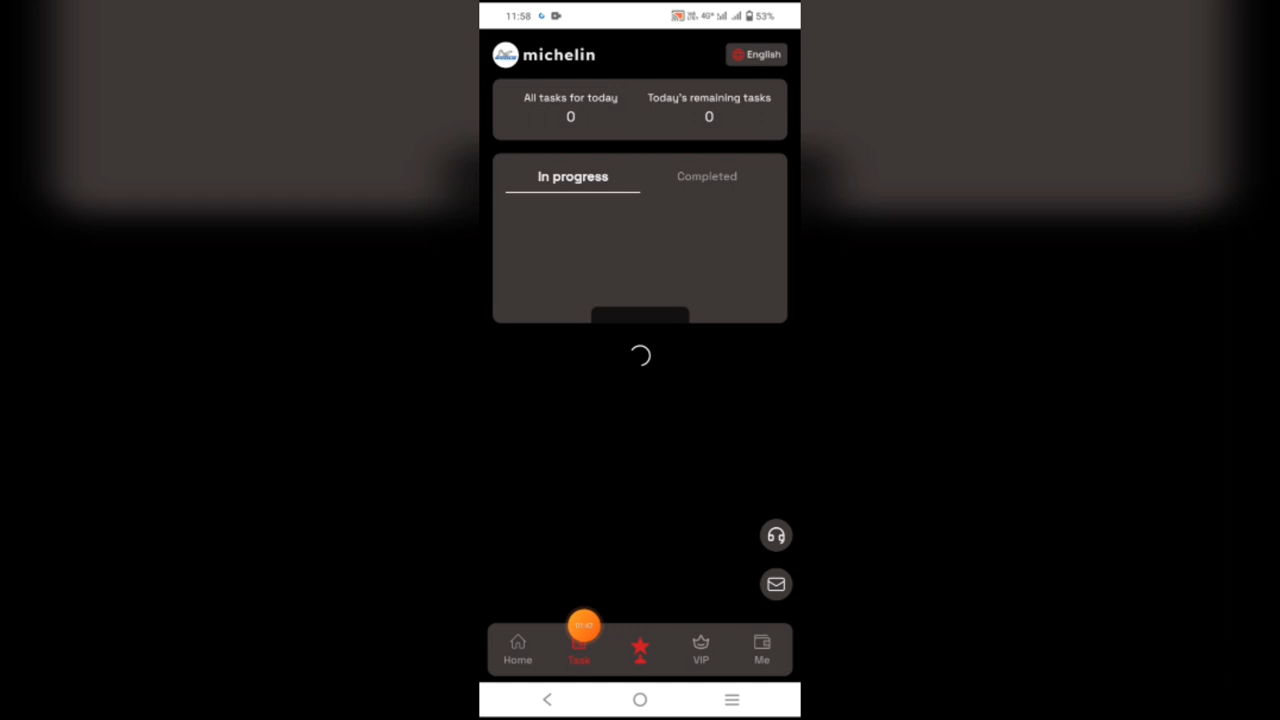 11:58
4G+
53%
michelin
English
All tasks for today
Today's remaining tasks
0
0
In progress
Completed
Home
Task
VIP
Me